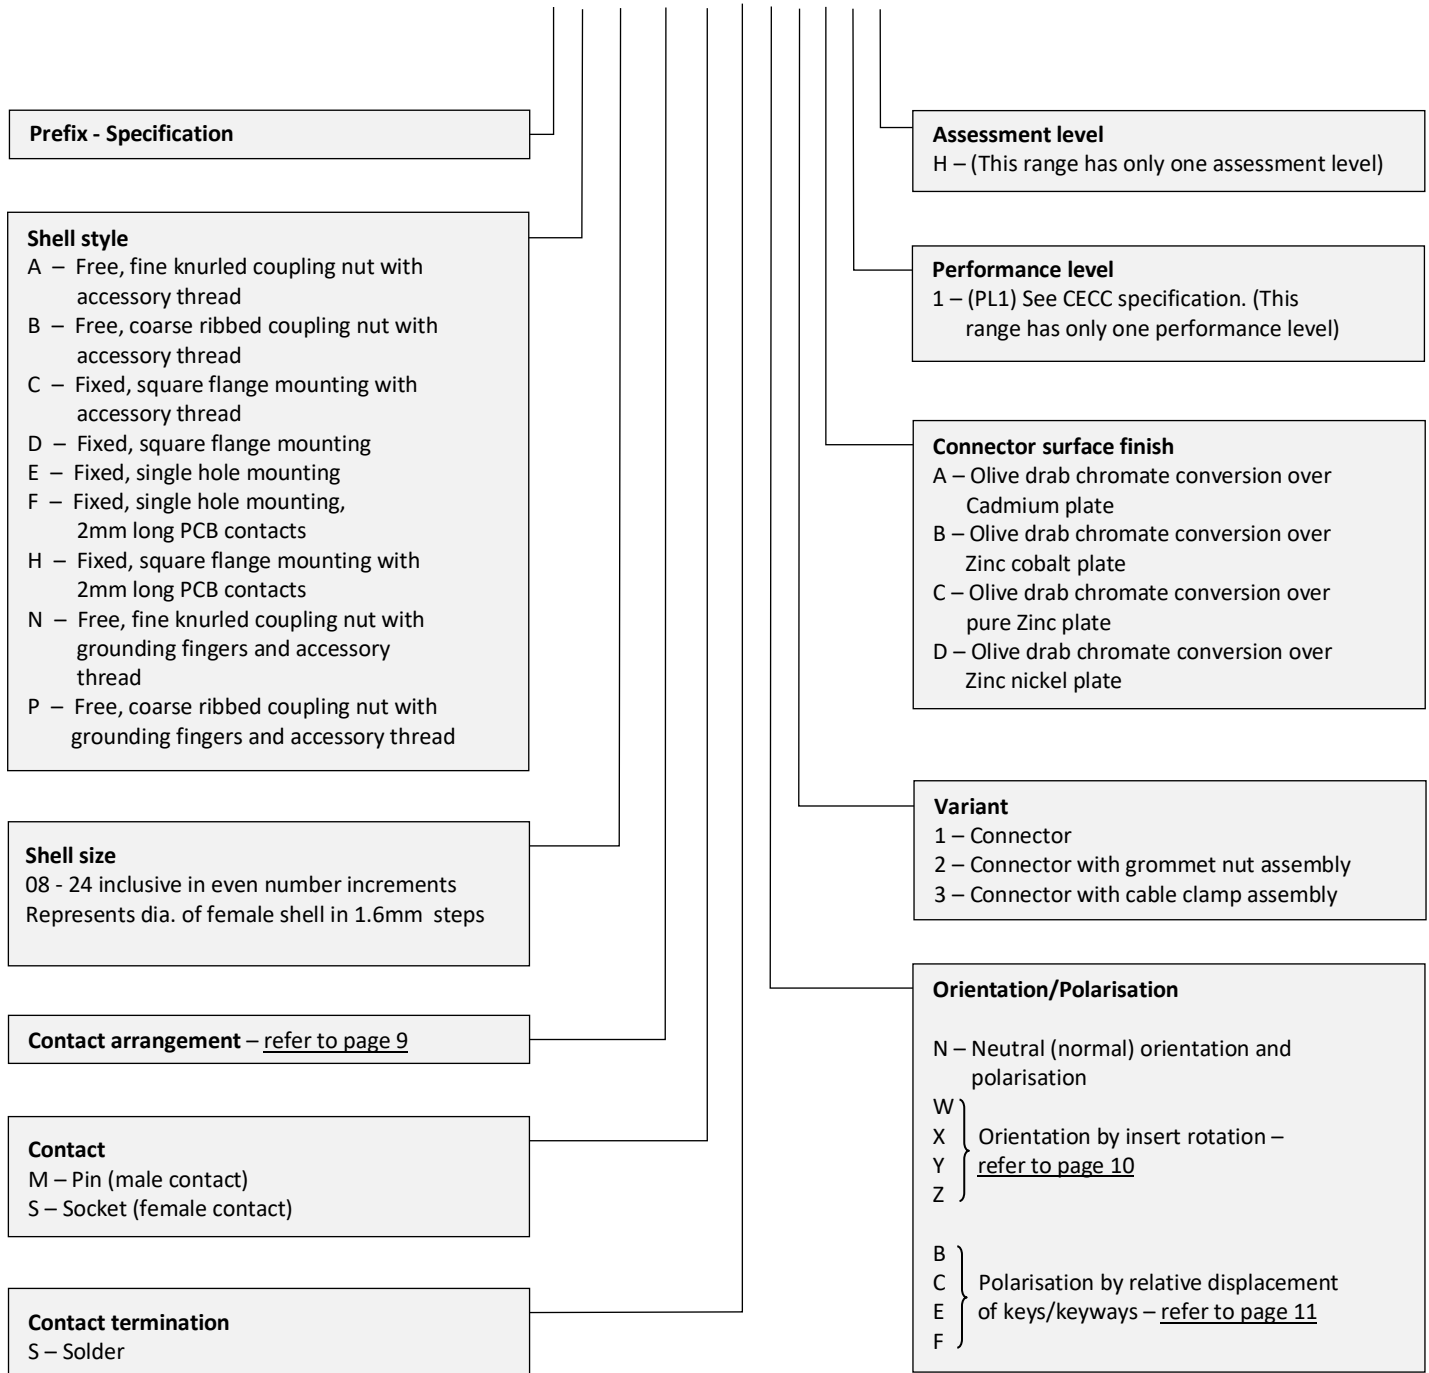 Prefix - Specification
Shell style
A – Free, fine knurled coupling nut with
accessory thread
B – Free, coarse ribbed coupling nut with
accessory thread
C – Fixed, square flange mounting with
accessory thread
D – Fixed, square flange mounting
E – Fixed, single hole mounting
F – Fixed, single hole mounting,
2mm long PCB contacts
H – Fixed, square flange mounting with
2mm long PCB contacts
N – Free, fine knurled coupling nut with
grounding fingers and accessory
thread
P – Free, coarse ribbed coupling nut with
grounding fingers and accessory thread
Shell size
08 - 24 inclusive in even number increments
Represents dia. of female shell in 1.6mm steps
Contact arrangement – refer to page 9
Contact
M – Pin (male contact)
S – Socket (female contact)
Contact termination
S – Solder
Assessment level
H – (This range has only one assessment level)
Performance level
1 – (PL1) See CECC specification. (This
range has only one performance level)
Connector surface finish
A – Olive drab chromate conversion over
Cadmium plate
B – Olive drab chromate conversion over
Zinc cobalt plate
C – Olive drab chromate conversion over
pure Zinc plate
D – Olive drab chromate conversion over
Zinc nickel plate
Variant
1 – Connector
2 – Connector with grommet nut assembly
3 – Connector with cable clamp assembly
Orientation/Polarisation
N – Neutral (normal) orientation and
polarisation
W
X Orientation by insert rotation –
Y refer to page 10
Z
B
C Polarisation by relative displacement
E of keys/keyways – refer to page 11
F